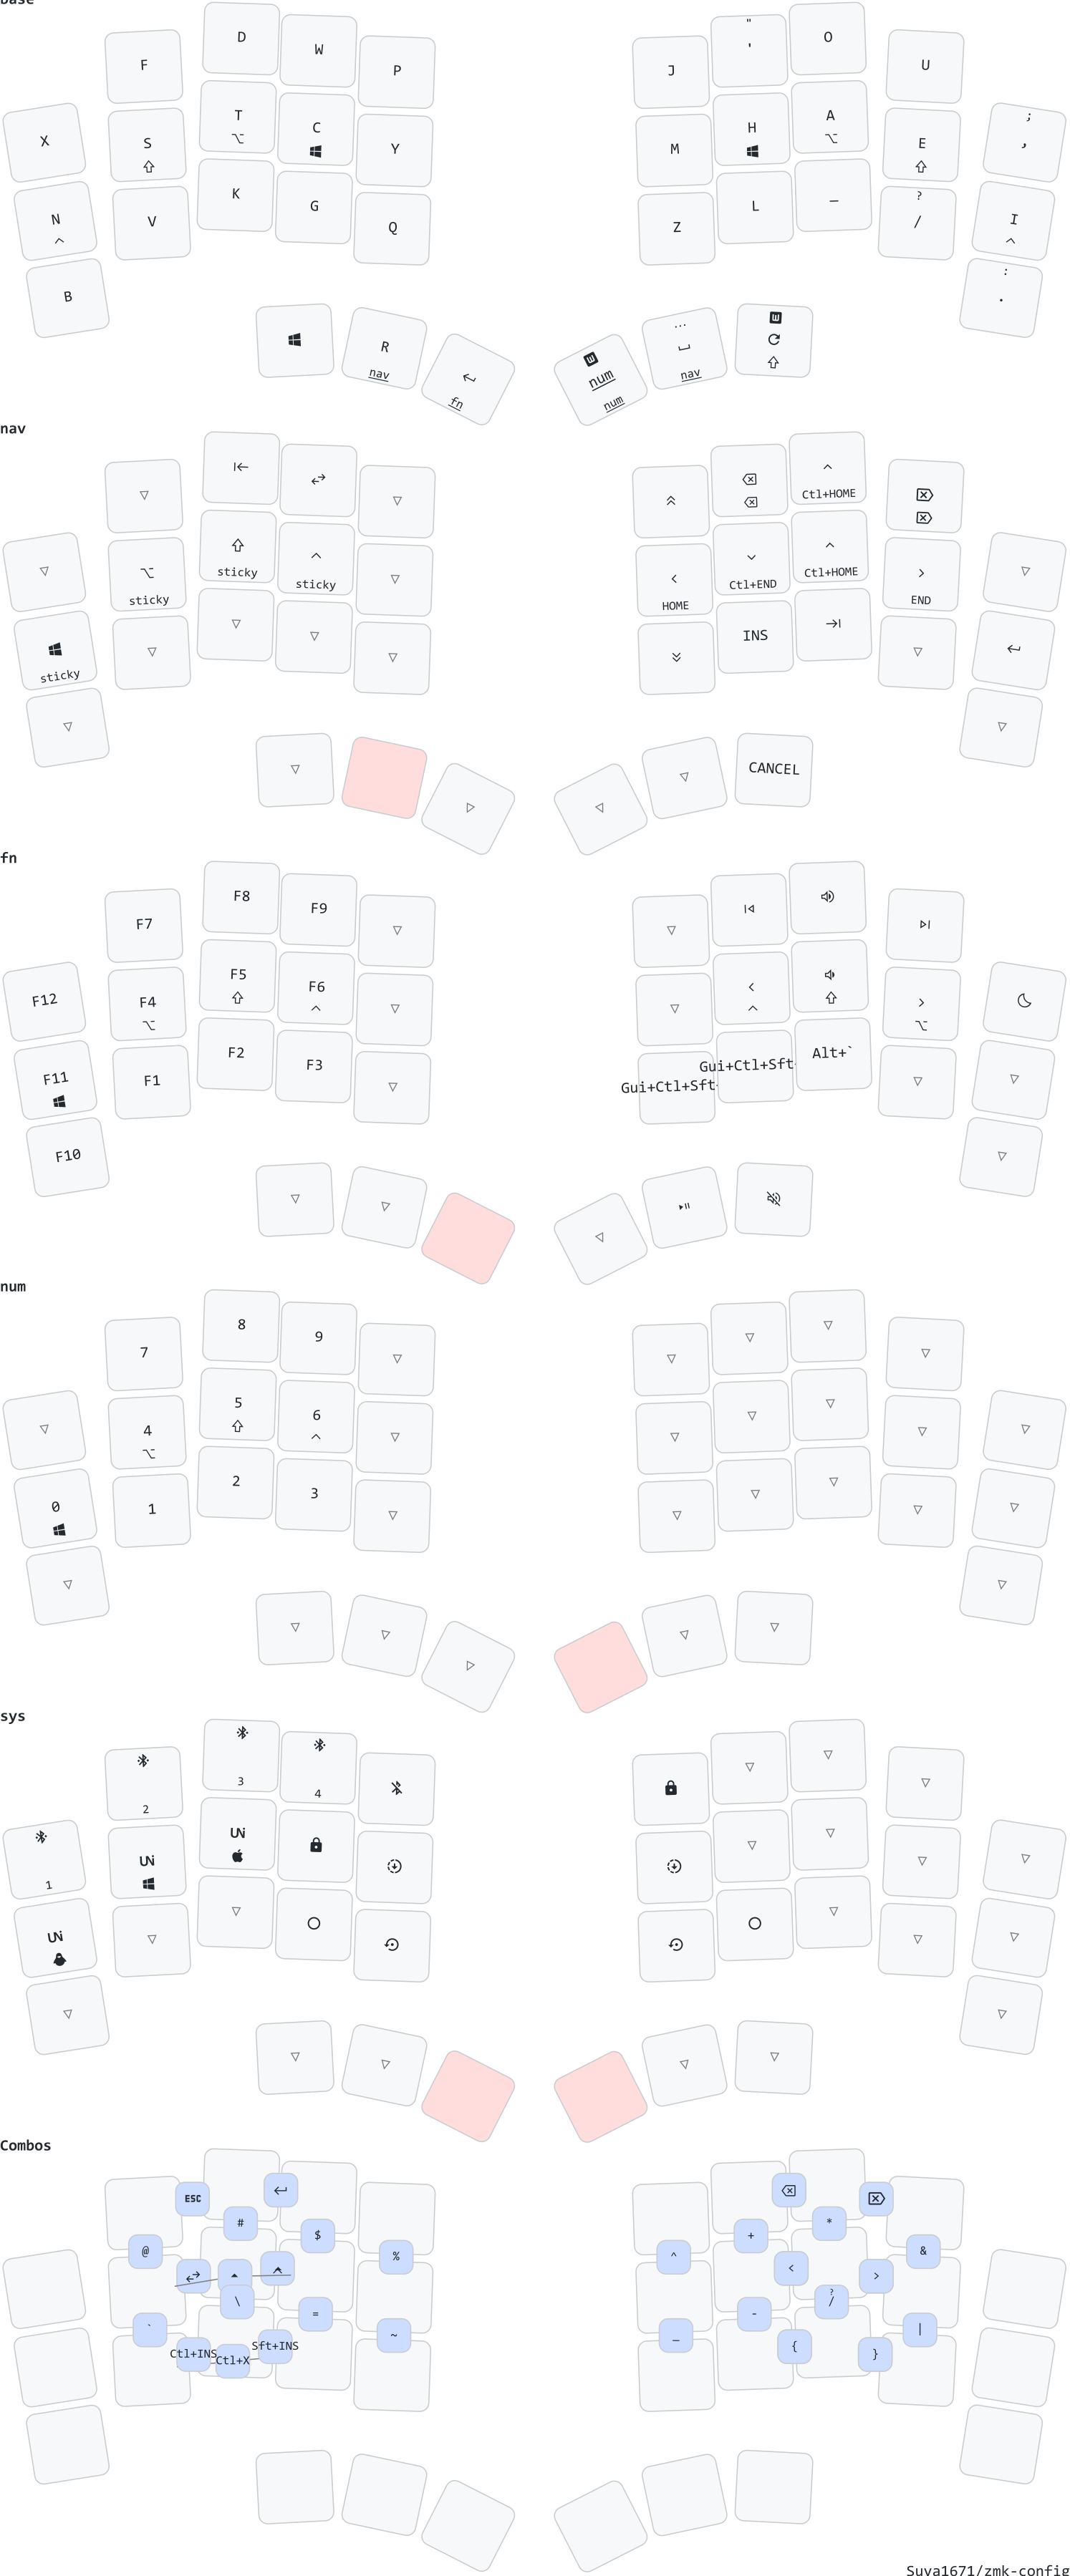 Base
D
"
O
W
'
F
U
P
J
T
A
;
X
C
H
,
S
E
Y
M
K
_
N
G
L
?
^
V
/
I
Q
Z
^
:
B
.
...
R
num
nav
nav
fn
num
nav
^
Ctl+HOME
^
^
sticky
sticky
<
Ctl+END
Ctl+HOME
>
sticky
HOME
END
INS
sticky
CANCEL
fn
F8
F9
F7
F5
F12
F6
<
F4
>
^
^
F2
Alt+`
F3
Gui+Ctl+Sft+
F11
F1
Gui+Ctl+Sft+
F10
num
8
9
7
5
6
4
^
2
3
0
1
sys
3
2
4
UNi
UNi
1
UNi
Combos
ESC
#
*
$
+
@
&
%
^
<
>
\
?
/
=
-
`
|
~
_
Sft+INS
{
Ctl+INS
}
Ctl+X
Suva1671/zmk-config